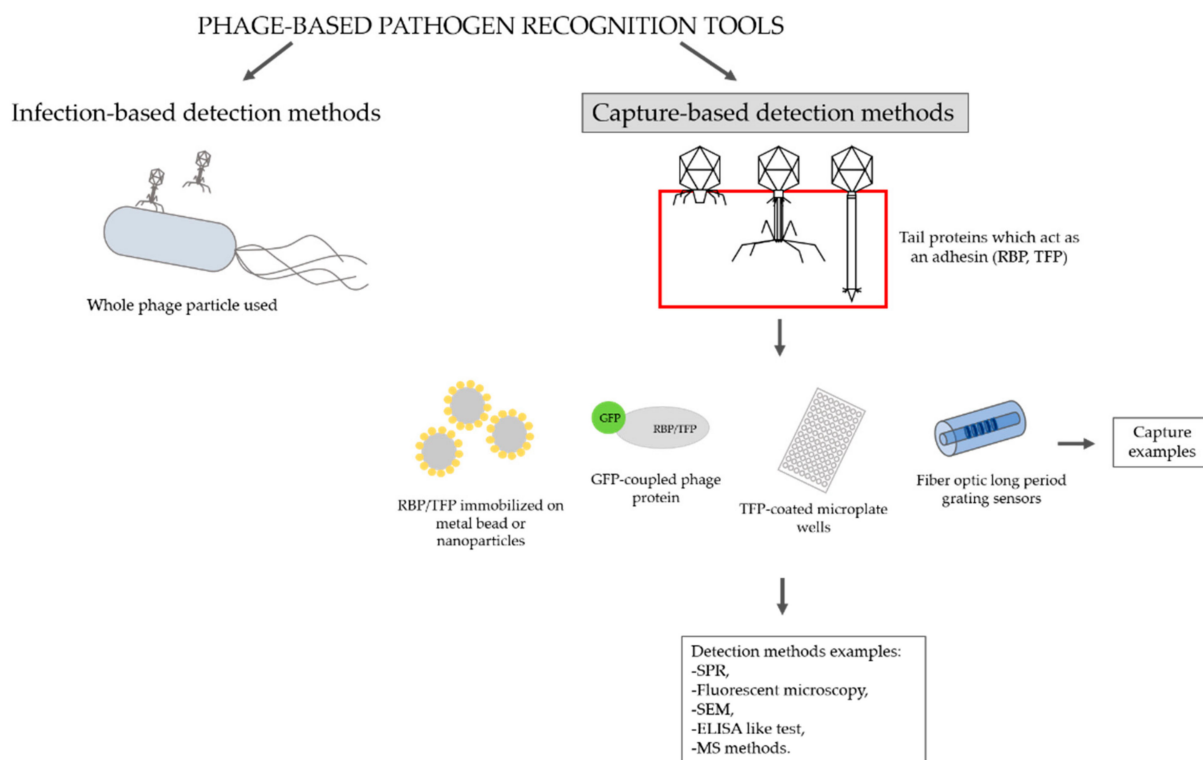 PHAGE-BASED PATHOGEN RECOGNITION TOOLS
Infection-based detection methods
Whole phage particle used
Capture-based detection methods
Tail proteins which act as
an adhesin (RBP, TFP)
RBP/TFP immobilized on
metal bead or
nanoparticles
GFP
RBP/TFP
GFP-coupled phage
protein
TFP-coated microplate
wells
Fiber optic long period
grating sensors
Capture
examples
Detection methods examples:
-SPR,
-Fluorescent microscopy,
-SEM,
-ELISA like test,
-MS methods.